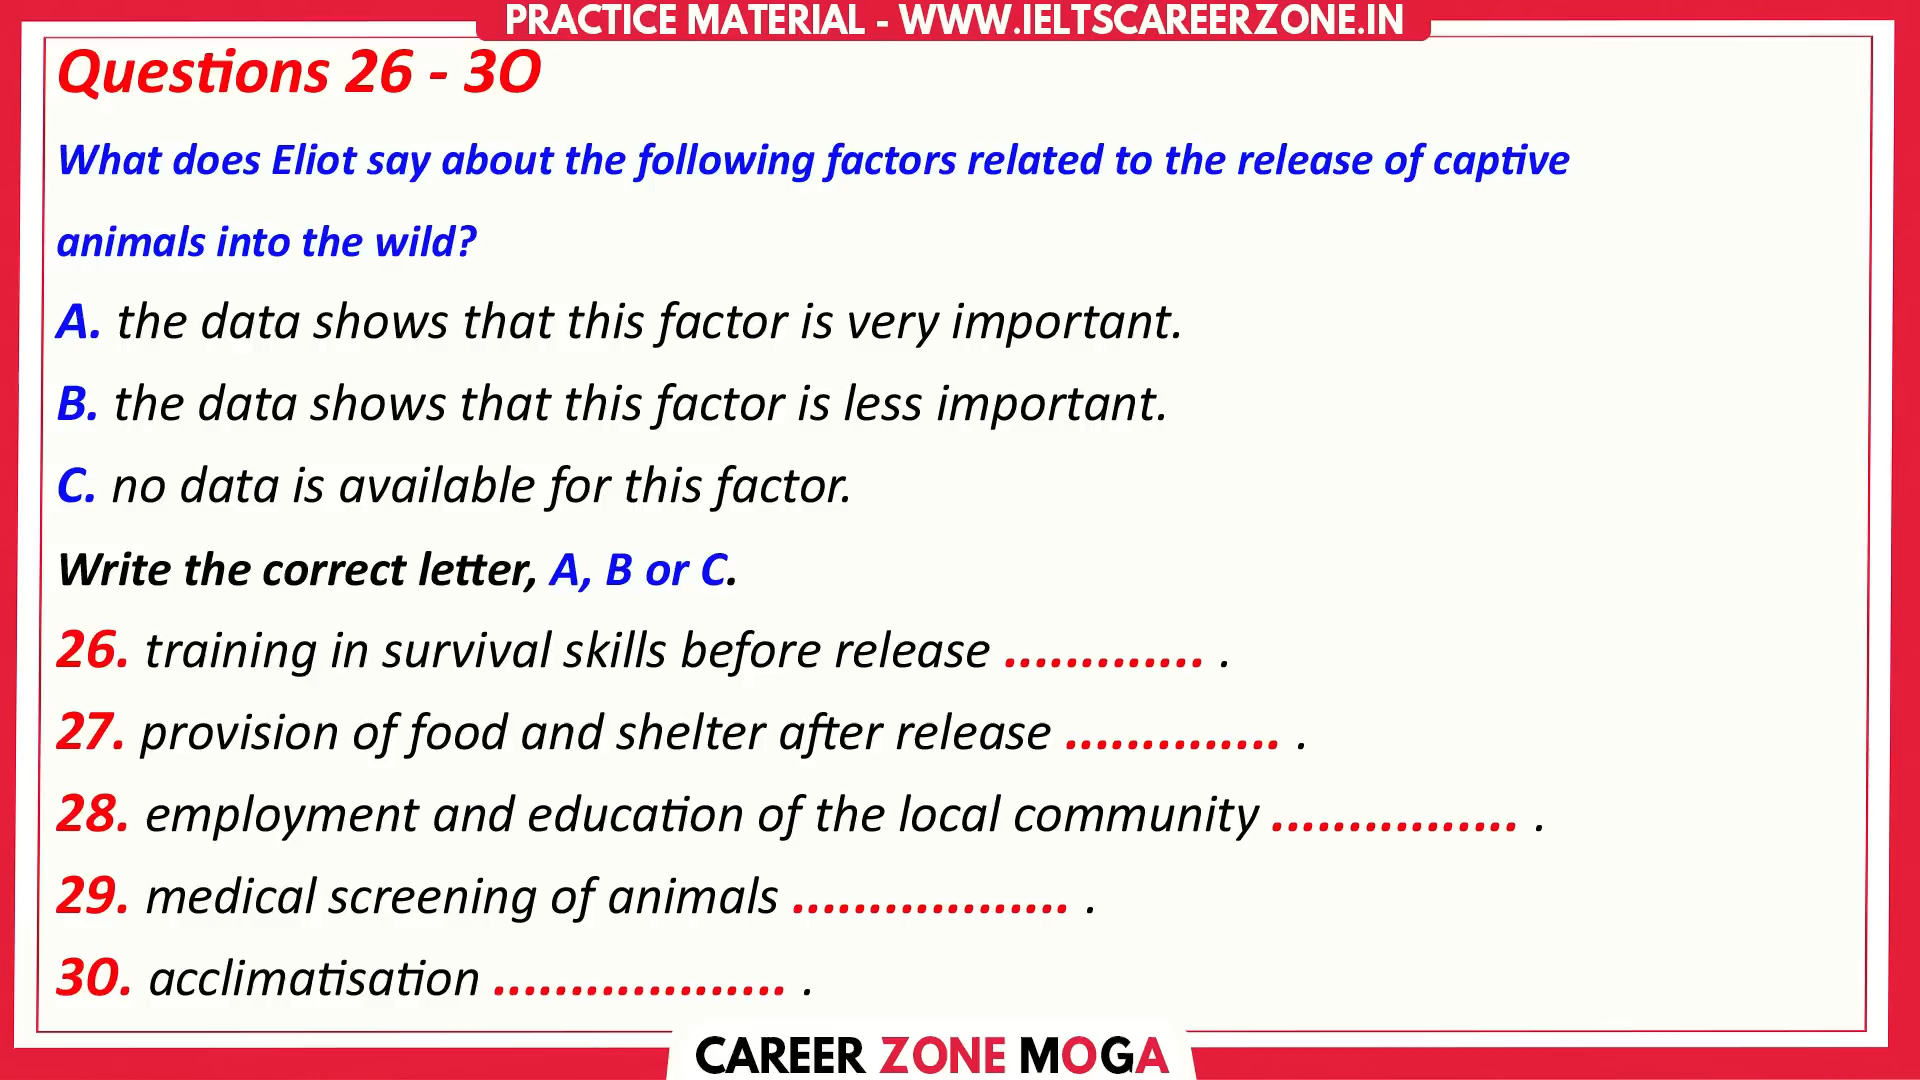 PRACTICE MATERIAL - WWW.IELTSCAREERZONE.IN
Questions 26 - 3O
What does Eliot say about the following factors related to the release of captive
animals into the wild?
A. the data shows that this factor is very important.
B. the data shows that this factor is less important.
C. no data is available for this factor.
Write the correct letter, A, B or C.
26. training in survival skills before release ............. .
27. provision of food and shelter after release .............. .
28. employment and education of the local community ................ .
29. medical screening of animals .................. .
3O. acclimatisation ................... .
CAREER ZONE MOGA